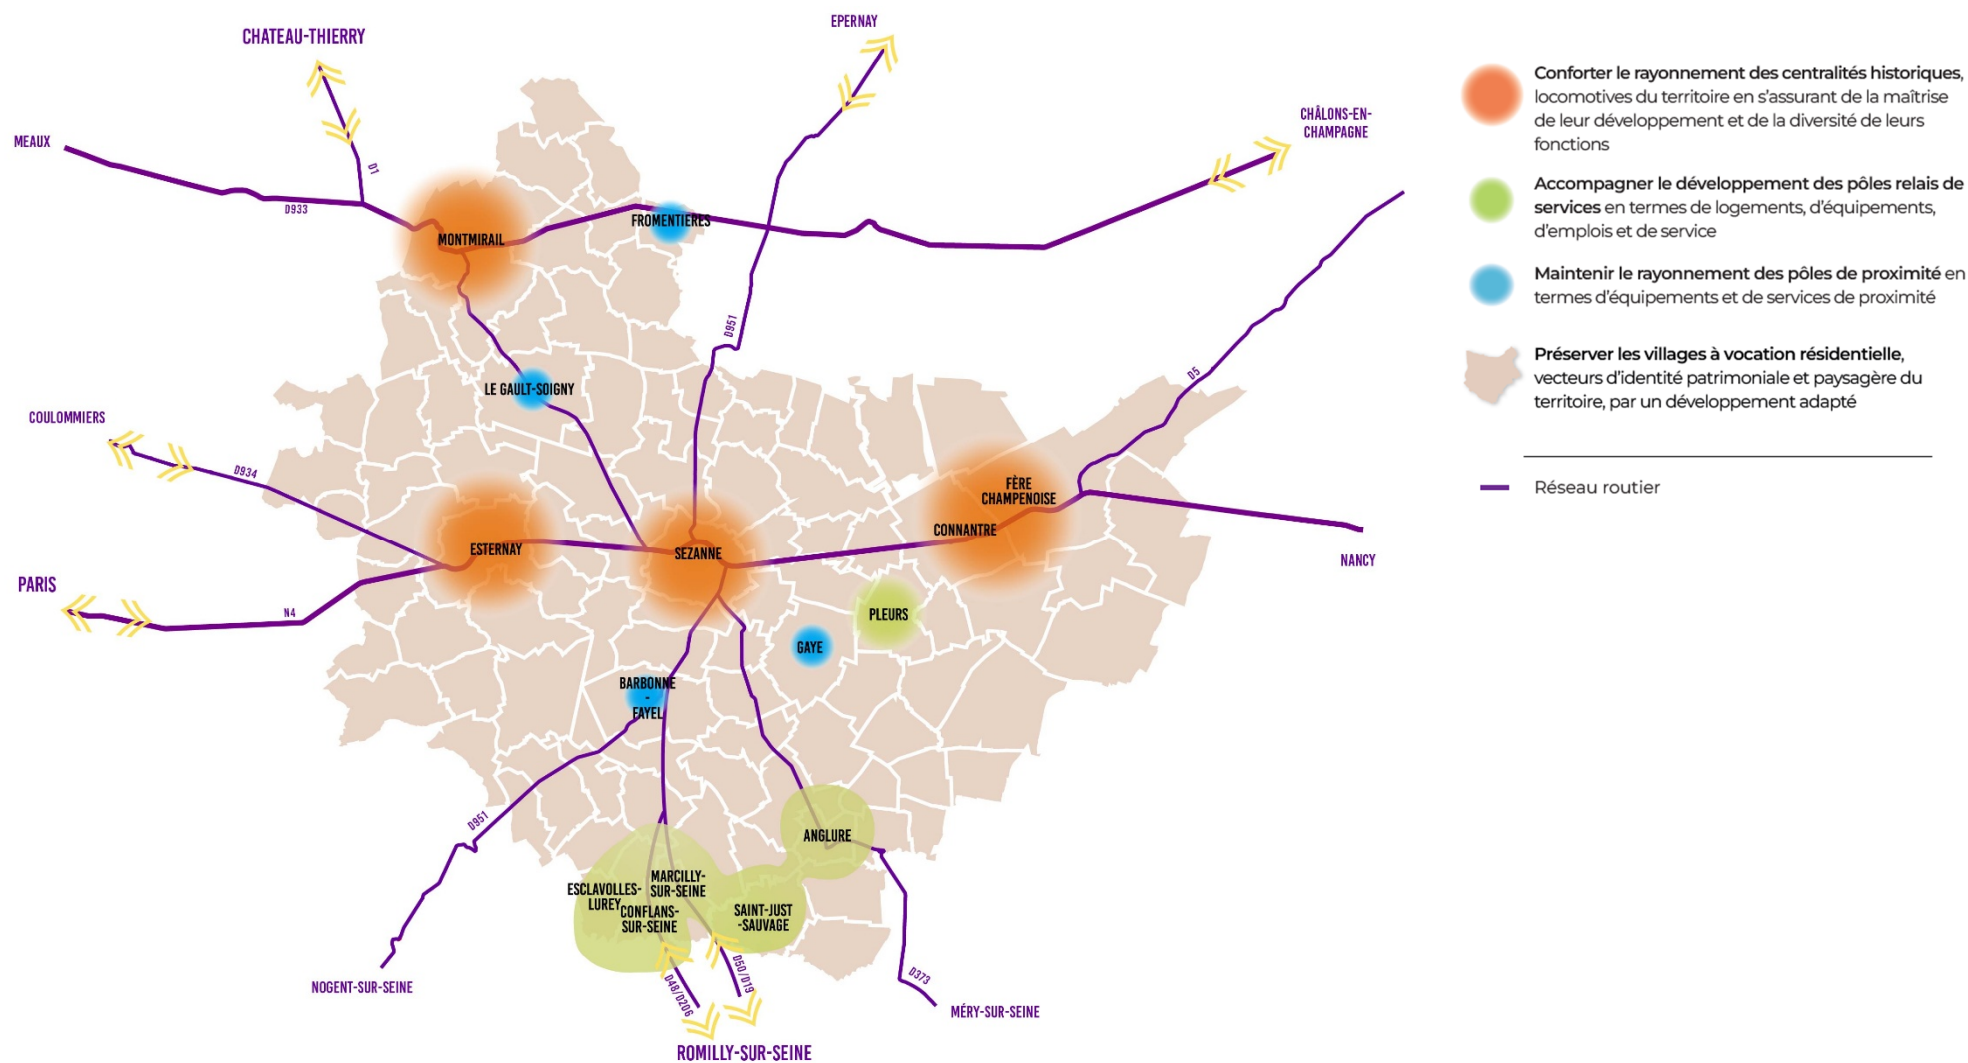 EPERNAY
CHATEAU-THIERRY
MEAUX
CHÂLONS-EN-
CHAMPAGNE
D1
D933
MONTMIRAIL
FROMENTIERES
D951
LE GAULT-SOIGNY
D5
COULOMMIERS
D934
FÈRE
CHAMPENOISE
CONNANTRE
ESTERNAY
SEZANNE
NANCY
PARIS
N4
PLEURS
GAYE
BARBONNE
-
FAYEL
D951
ANGLURE
MARCILLY-
SUR-SEINE
ESCLAVOLLES-
LUREY
CONFLANS-
SUR-SEINE
SAINT-JUST
-SAUVAGE
D48/D206
D50/D19
D373
NOGENT-SUR-SEINE
MÉRY-SUR-SEINE
ROMILLY-SUR-SEINE
Conforter le rayonnement des centralités historiques,
locomotives du territoire en s'assurant de la maîtrise
de leur développement et de la diversité de leurs
fonctions
Accompagner le développement des pôles relais de
services en termes de logements, d'équipements,
d'emplois et de service
Maintenir le rayonnement des pôles de proximité en
termes d'équipements et de services de proximité
Préserver les villages à vocation résidentielle,
vecteurs d'identité patrimoniale et paysagère du
territoire, par un développement adapté
Réseau routier